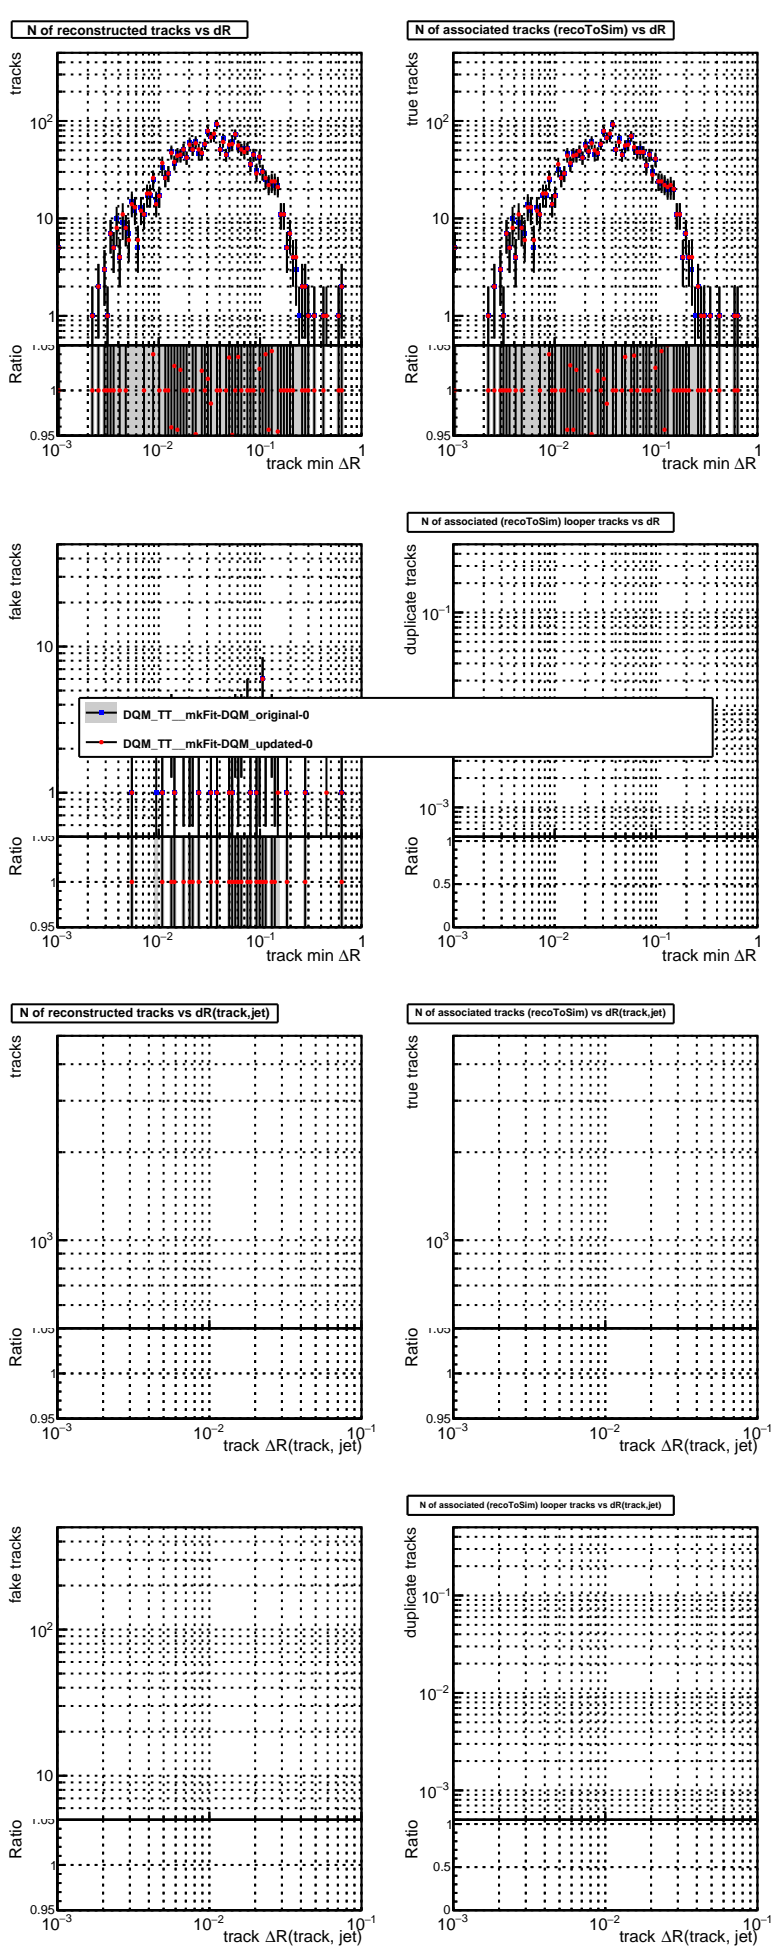 N of reconstructed tracks vs dR
tracks
10²
10
1
Ratio
1.05
1
0.95
10⁻³
10⁻²
10⁻¹
1
track min ΔR
N of associated tracks (recoToSim) vs dR
true tracks
10²
10
1
Ratio
1.05
1
0.95
10⁻³
10⁻²
10⁻¹
1
track min ΔR
fake tracks
10
1
Ratio
1.05
1
0.95
10⁻³
10⁻²
10⁻¹
1
track min ΔR
N of associated (recoToSim) looper tracks vs dR
duplicate tracks
10⁻¹
10⁻³
Ratio
1
0.5
0
10⁻³
10⁻²
10⁻¹
1
track min ΔR
DQM_TT__mkFit-DQM_original-0
DQM_TT__mkFit-DQM_updated-0
N of reconstructed tracks vs dR(track,jet)
tracks
10³
Ratio
1.05
1
0.95
10⁻³
10⁻²
10⁻¹
track ΔR(track, jet)
N of associated tracks (recoToSim) vs dR(track,jet)
true tracks
10³
Ratio
1.05
1
0.95
10⁻³
10⁻²
10⁻¹
track ΔR(track, jet)
fake tracks
10²
10
Ratio
1.05
1
0.95
10⁻³
10⁻²
10⁻¹
track ΔR(track, jet)
N of associated (recoToSim) looper tracks vs dR(track,jet)
duplicate tracks
10⁻¹
10⁻²
10⁻³
Ratio
1
0.5
0
10⁻³
10⁻²
10⁻¹
track ΔR(track, jet)